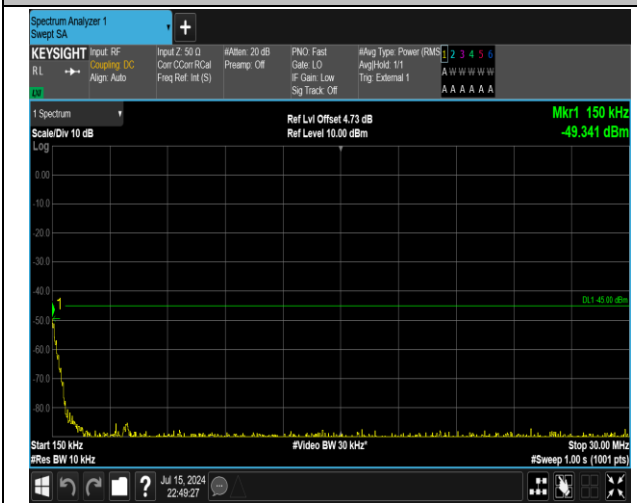 Spectrum Analyzer 1
Swept SA
+
KEYSIGHT
RL
LXI
Input: RF
Coupling: DC
Align: Auto
Input Z: 50 Ω
Corr CCorr RCal
Freq Ref: Int (S)
#Atten: 20 dB
Preamp: Off
PNO: Fast
Gate: LO
IF Gain: Low
Sig Track: Off
#Avg Type: Power (RMS
Avg|Hold: 1/1
Trig: External 1
1 2 3 4 5 6
A W W W W W
A A A A A A
1 Spectrum
Scale/Div 10 dB
Ref Lvl Offset 4.73 dB
Ref Level 10.00 dBm
Mkr1 150 kHz
-49.341 dBm
Log
0.00
-10.0
-20.0
-30.0
-40.0
DL1 -45.00 dBm
1
-50.0
-60.0
-70.0
-80.0
Start 150 kHz
#Video BW 30 kHz*
Stop 30.00 MHz
#Res BW 10 kHz
#Sweep 1.00 s (1001 pts)
?
Jul 15, 2024
22:49:27